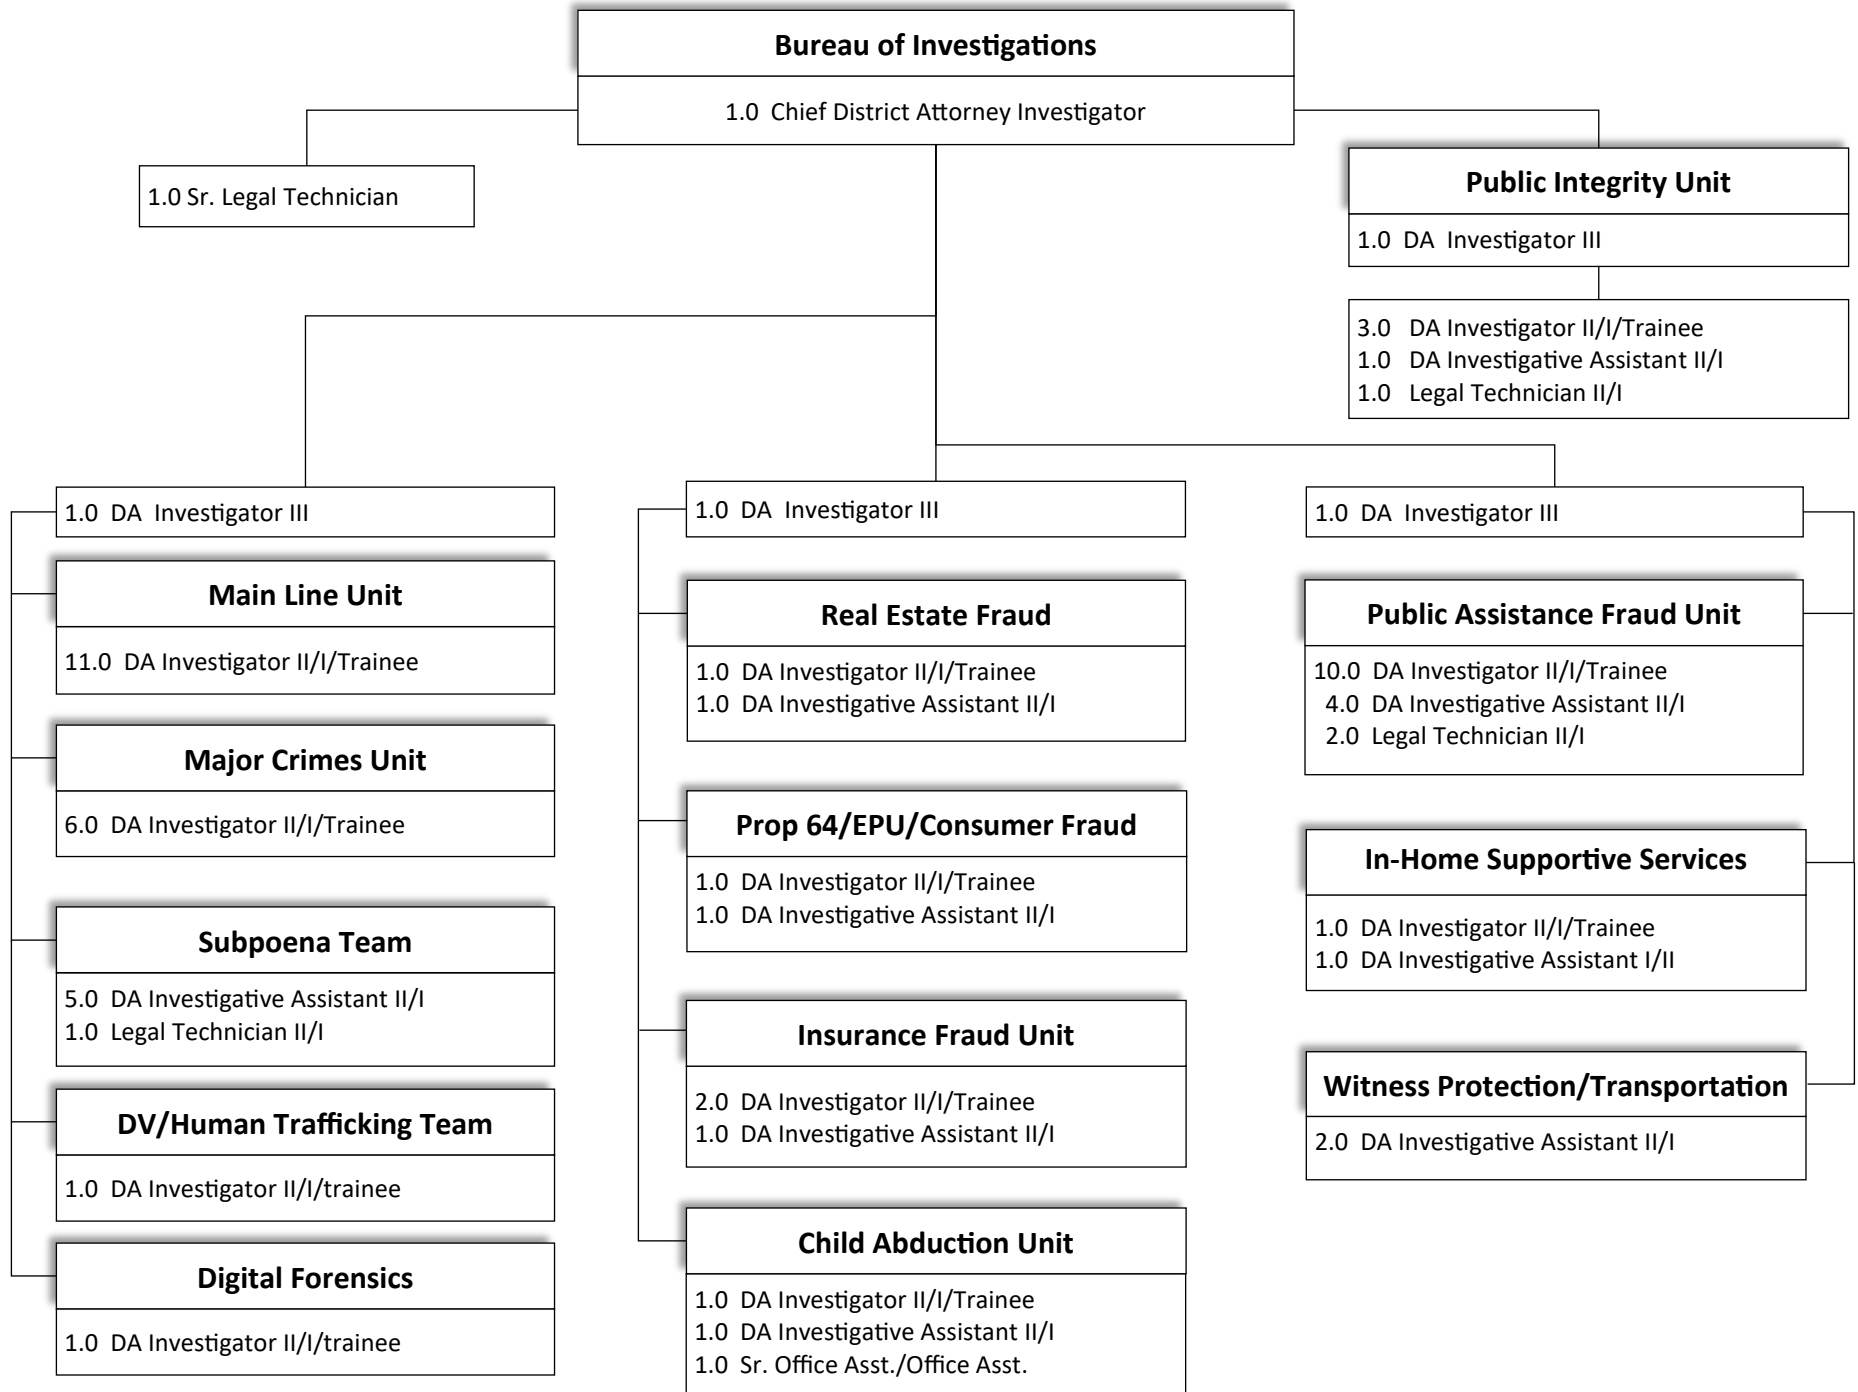 Bureau of Investigations
1.0 Chief District Attorney Investigator
1.0 Sr. Legal Technician
Public Integrity Unit
1.0 DA Investigator III
3.0 DA Investigator II/I/Trainee
1.0 DA Investigative Assistant II/I
1.0 Legal Technician II/I
1.0 DA Investigator III
Main Line Unit
11.0 DA Investigator II/I/Trainee
Major Crimes Unit
6.0 DA Investigator II/I/Trainee
Subpoena Team
5.0 DA Investigative Assistant II/I
1.0 Legal Technician II/I
DV/Human Trafficking Team
1.0 DA Investigator II/I/trainee
Digital Forensics
1.0 DA Investigator II/I/trainee
1.0 DA Investigator III
Real Estate Fraud
1.0 DA Investigator II/I/Trainee
1.0 DA Investigative Assistant II/I
Prop 64/EPU/Consumer Fraud
1.0 DA Investigator II/I/Trainee
1.0 DA Investigative Assistant II/I
Insurance Fraud Unit
2.0 DA Investigator II/I/Trainee
1.0 DA Investigative Assistant II/I
Child Abduction Unit
1.0 DA Investigator II/I/Trainee
1.0 DA Investigative Assistant II/I
1.0 Sr. Office Asst./Office Asst.
1.0 DA Investigator III
Public Assistance Fraud Unit
10.0 DA Investigator II/I/Trainee
4.0 DA Investigative Assistant II/I
2.0 Legal Technician II/I
In-Home Supportive Services
1.0 DA Investigator II/I/Trainee
1.0 DA Investigative Assistant I/II
Witness Protection/Transportation
2.0 DA Investigative Assistant II/I